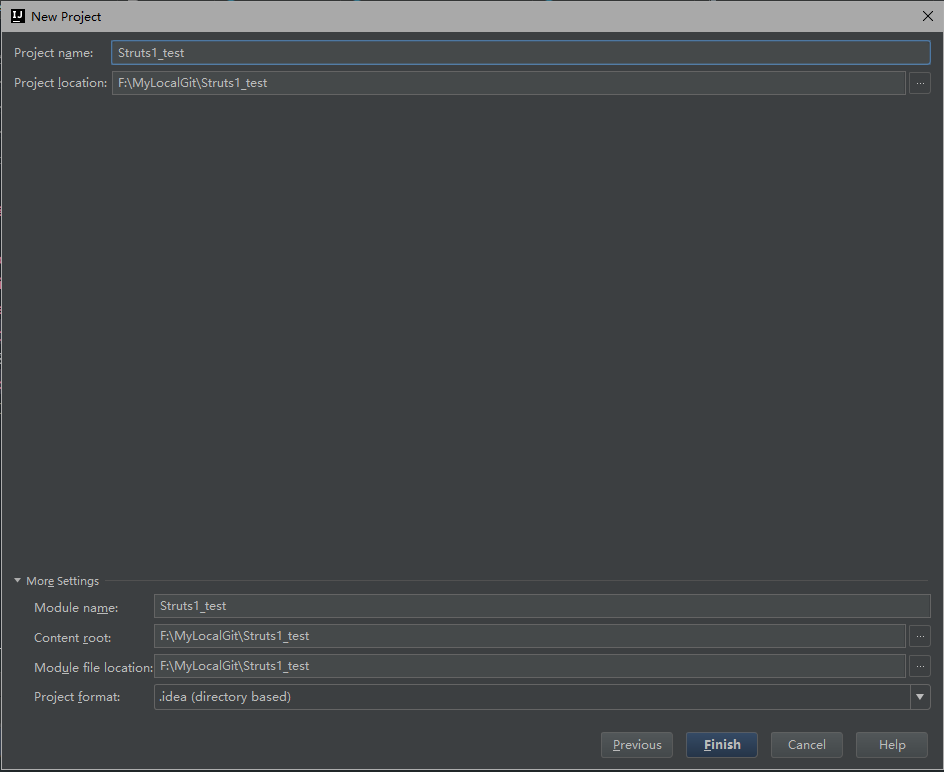 New Project
Project name: Struts1_test
Project location: F:\MyLocalGit\Struts1_test ...
More Settings
Module name: Struts1_test
Content root: F:\MyLocalGit\Struts1_test ...
Module file location: F:\MyLocalGit\Struts1_test ...
Project format: .idea (directory based)
Previous Finish Cancel Help